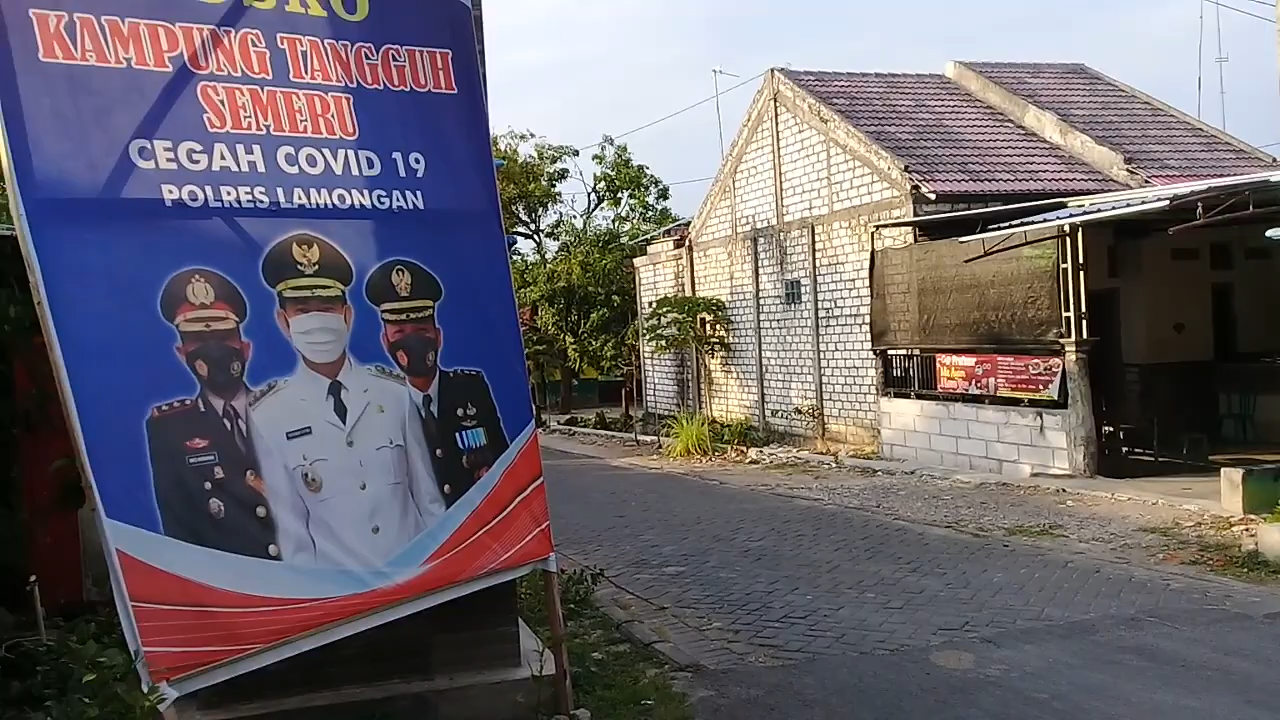 KAMPUNG TANGGUH
SEMERU
CEGAH COVID 19
POLRES LAMONGAN